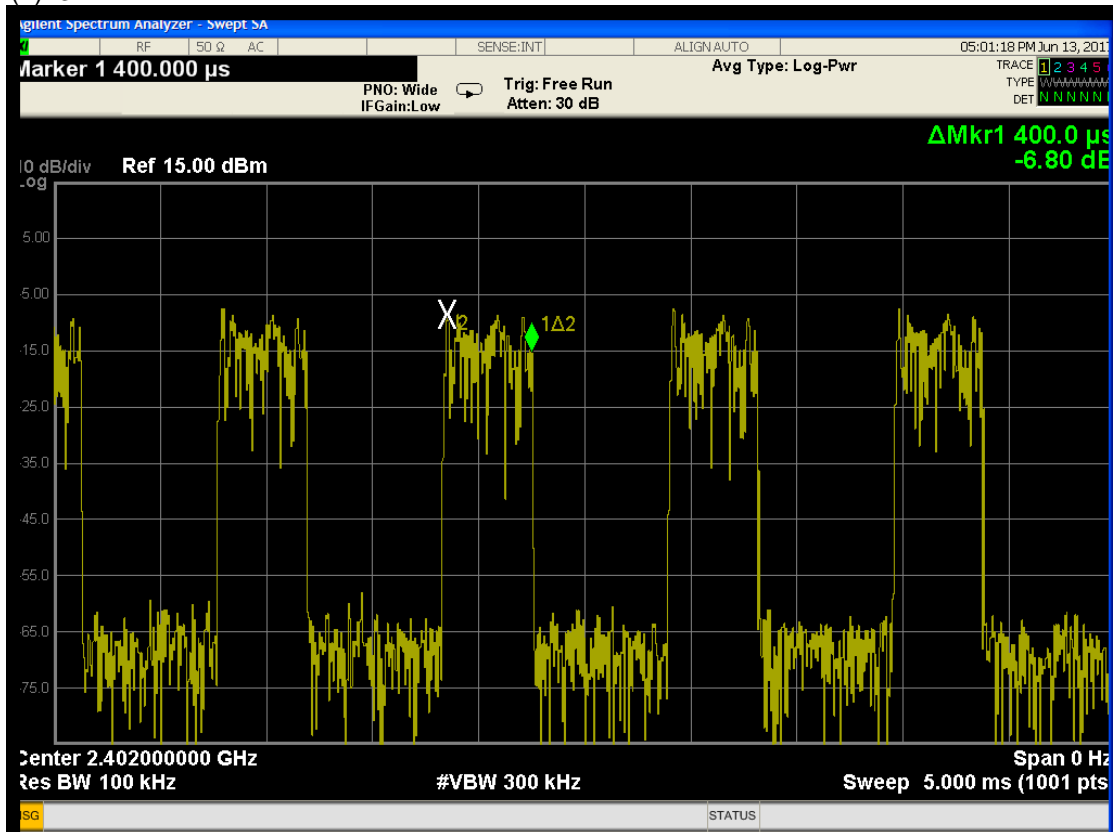 Agilent Spectrum Analyzer - Swept SA
RF 50 Ω AC SENSE:INT ALIGN AUTO 05:01:18 PM Jun 13, 201
Marker 1 400.000 µs
PNO: Wide Trig: Free Run Avg Type: Log-Pwr TRACE 1 2 3 4 5
IFGain:Low Atten: 30 dB TYPE
DET N N N N N
ΔMkr1 400.0 µs
10 dB/div Ref 15.00 dBm -6.80 dB
Log
5.00
-5.00
2 1Δ2
-15.0
-25.0
-35.0
-45.0
-55.0
-65.0
-75.0
Center 2.402000000 GHz Span 0 Hz
Res BW 100 kHz #VBW 300 kHz Sweep 5.000 ms (1001 pts
MSG STATUS